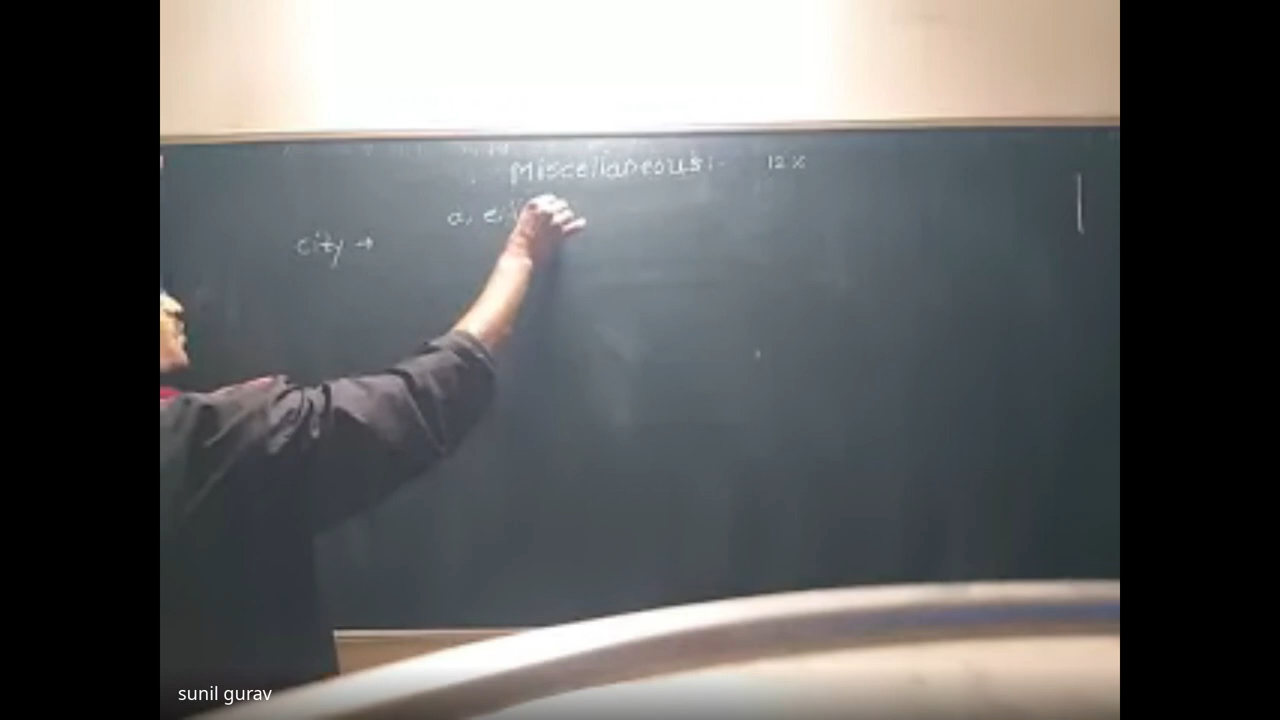 Miscellaneous:- 12 x
a, e,
city →
sunil gurav